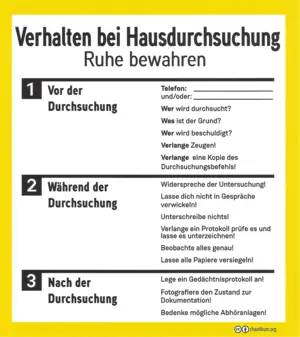 Verhalten bei Hausdurchsuchung
Ruhe bewahren
1 Vor der
Durchsuchung
Telefon:
und/oder:
Wer wird durchsucht?
Was ist der Grund?
Wer wird beschuldigt?
Verlange Zeugen!
Verlange eine Kopie des
Durchsuchungsbefehls!
2 Während der
Durchsuchung
Widerspreche der Untersuchung!
Lasse dich nicht in Gespräche
verwickeln!
Unterschreibe nichts!
Verlange ein Protokoll prüfe es und
lasse es unterzeichnen!
Beobachte alles genau!
Lasse alle Papiere versiegeln!
3 Nach der
Durchsuchung
Lege ein Gedächtnisprotokoll an!
Fotografiere den Zustand zur
Dokumentation!
Bedenke mögliche Abhöranlagen!